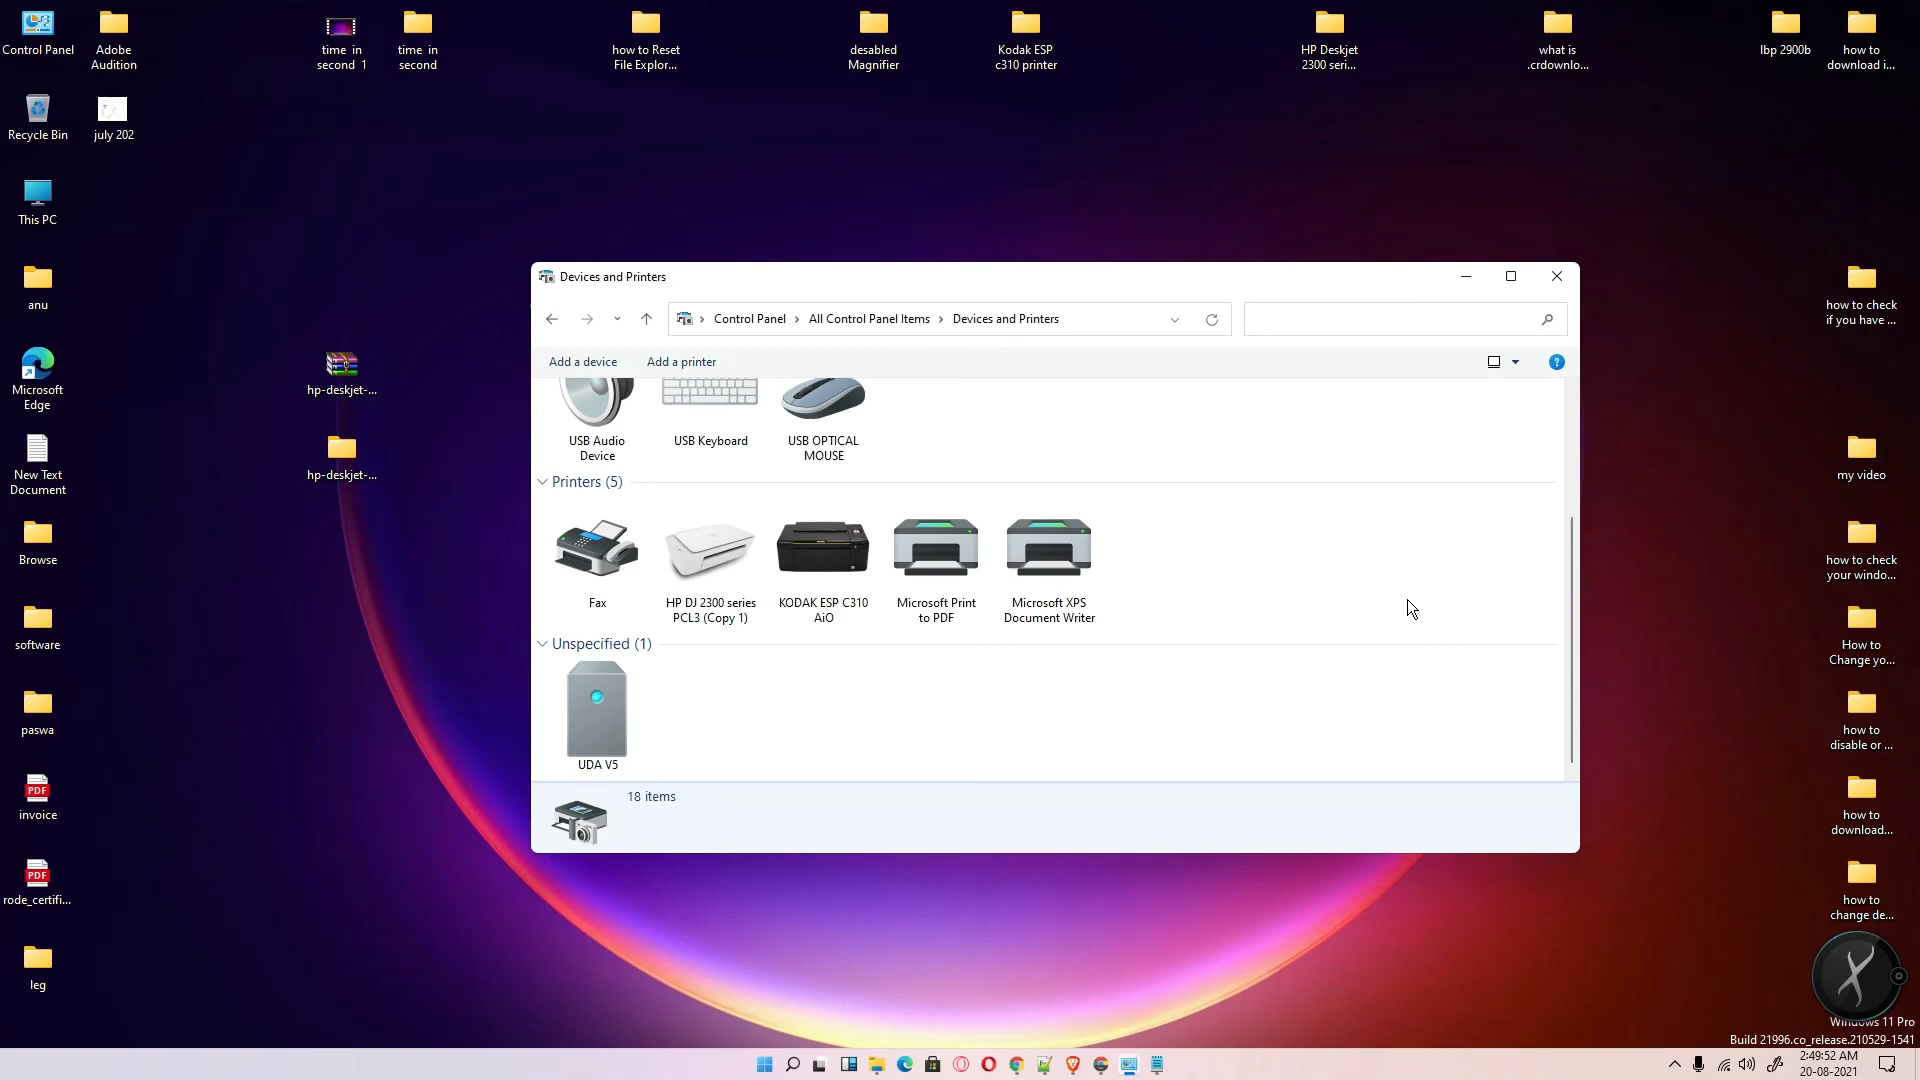 Control Panel
Adobe
Audition
time in
second 1
time in
second
how to Reset
File Explor...
desabled
Magnifier
Kodak ESP
c310 printer
HP Deskjet
2300 seri...
what is
.crdownlo...
lbp 2900b
how to
download i...
Recycle Bin
july 202
This PC
anu
Microsoft
Edge
New Text
Document
Browse
software
paswa
PDF
invoice
PDF
rode_certifi...
leg
hp-deskjet-...
hp-deskjet-...
Devices and Printers
Control Panel › All Control Panel Items › Devices and Printers
Add a device
Add a printer
?
USB Audio
Device
USB Keyboard
USB OPTICAL
MOUSE
Printers (5)
Fax
HP DJ 2300 series
PCL3 (Copy 1)
KODAK ESP C310
AiO
Microsoft Print
to PDF
Microsoft XPS
Document Writer
Unspecified (1)
UDA V5
18 items
how to check
if you have ...
my video
how to check
your windo...
How to
Change yo...
how to
disable or ...
how to
download...
how to
change de...
Windows 11 Pro
Build 21996.co_release.210529-1541
2:49:52 AM
20-08-2021